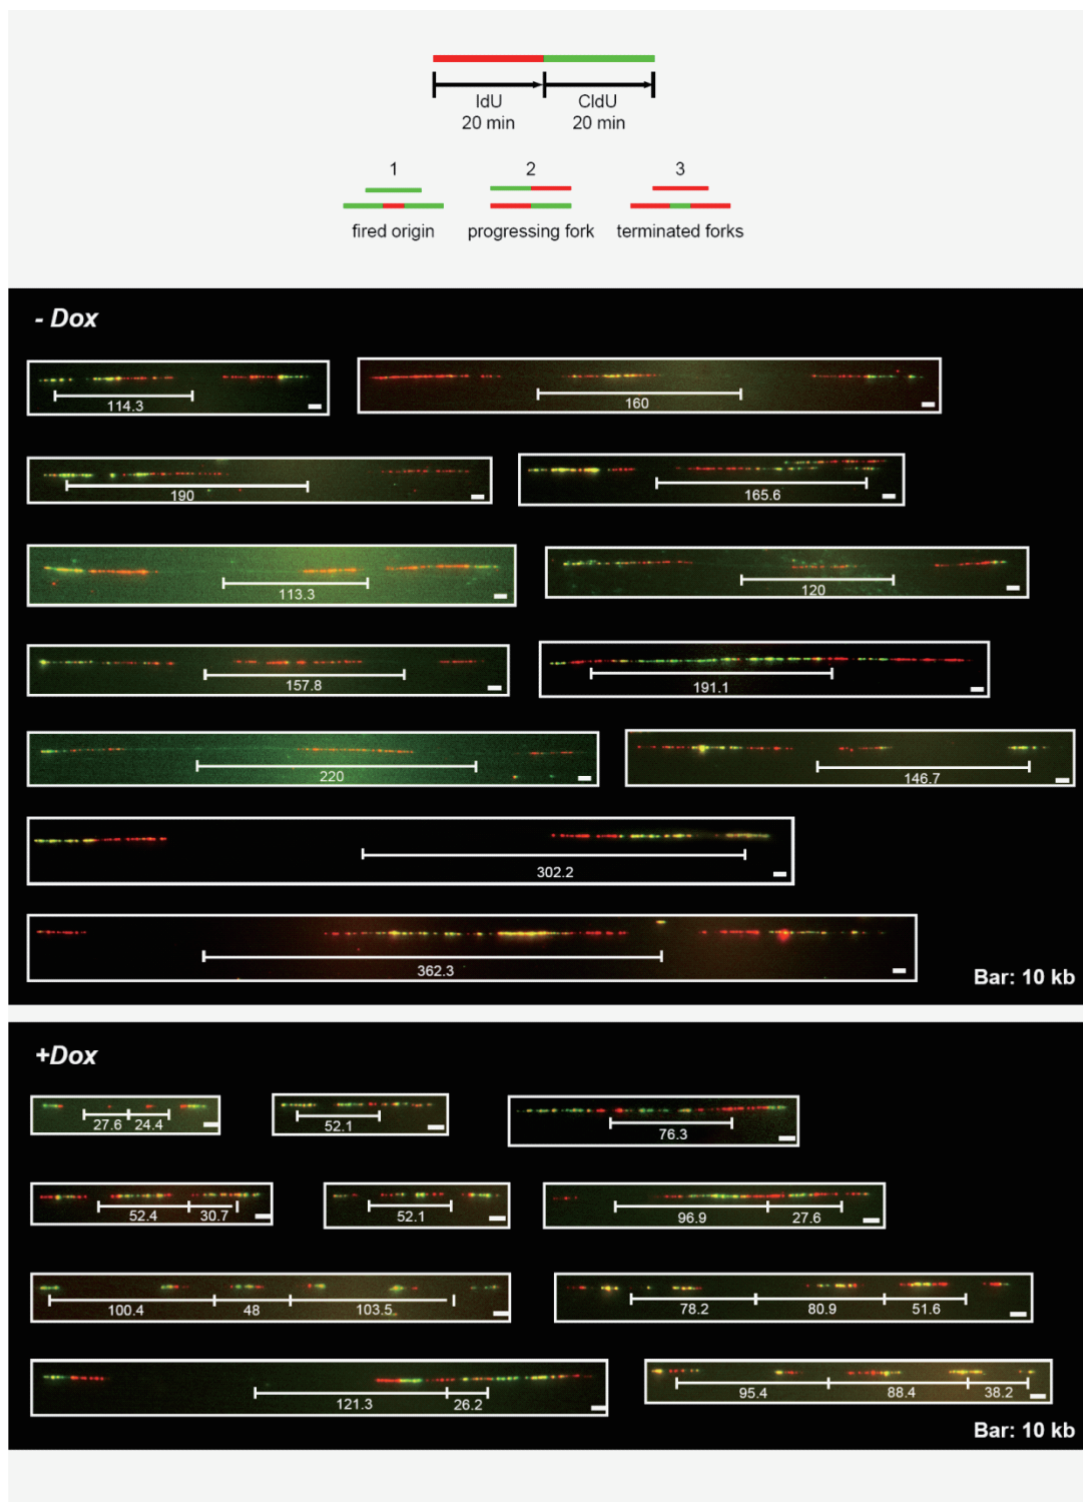 IdU CldU
20 min 20 min
1 2 3
fired origin progressing fork terminated forks
- Dox
114.3
160
190
165.6
113.3
120
157.8
191.1
220
146.7
302.2
362.3
Bar: 10 kb
+Dox
27.6 24.4
52.1
76.3
52.4 30.7
52.1
96.9 27.6
100.4 48 103.5
78.2 80.9 51.6
121.3 26.2
95.4 88.4 38.2
Bar: 10 kb